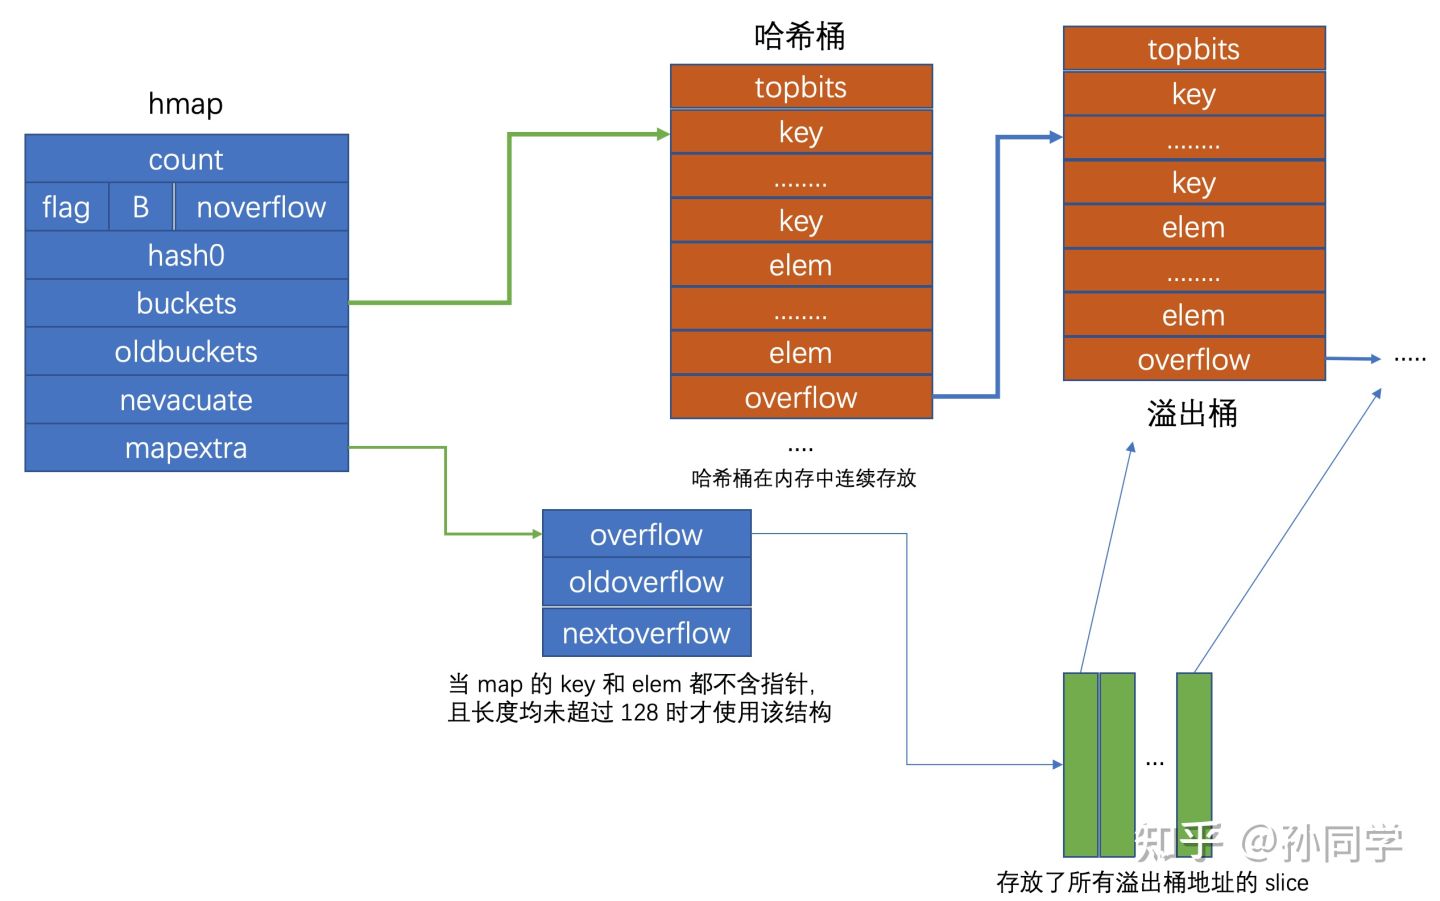 hmap
count
flag B noverflow
hash0
buckets
oldbuckets
nevacuate
mapextra
哈希桶
topbits
key
........
key
elem
........
elem
overflow
....
哈希桶在内存中连续存放
topbits
key
........
key
elem
........
elem
overflow
.....
溢出桶
overflow
oldoverflow
nextoverflow
当 map 的 key 和 elem 都不含指针,
且长度均未超过 128 时才使用该结构
...
存放了所有溢出桶地址的 slice
知乎 @孙同学